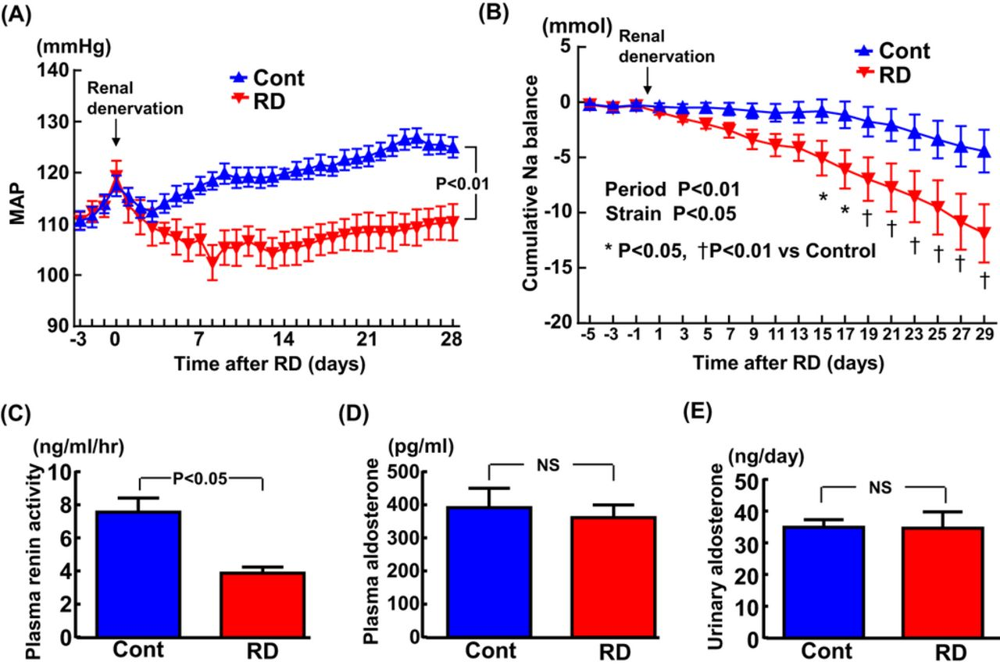 (A)
(mmHg)
140
130
120
110
100
90
MAP
Renal
denervation
Cont
RD
P<0.01
-3 0 7 14 21 28
Time after RD (days)
(B)
(mmol)
5
0
-5
-10
-15
-20
Cumulative Na balance
Renal
denervation
Cont
RD
Period P<0.01
Strain P<0.05
* P<0.05, †P<0.01 vs Control
* * † † † † † †
-5 -3 -1 1 3 5 7 9 11 13 15 17 19 21 23 25 27 29
Time after RD (days)
(C)
(ng/ml/hr)
10
8
6
4
2
0
Plasma renin activity
P<0.05
Cont RD
(D)
(pg/ml)
500
400
300
200
100
0
Plasma aldosterone
NS
Cont RD
(E)
(ng/day)
50
40
30
20
10
0
Urinary aldosterone
NS
Cont RD